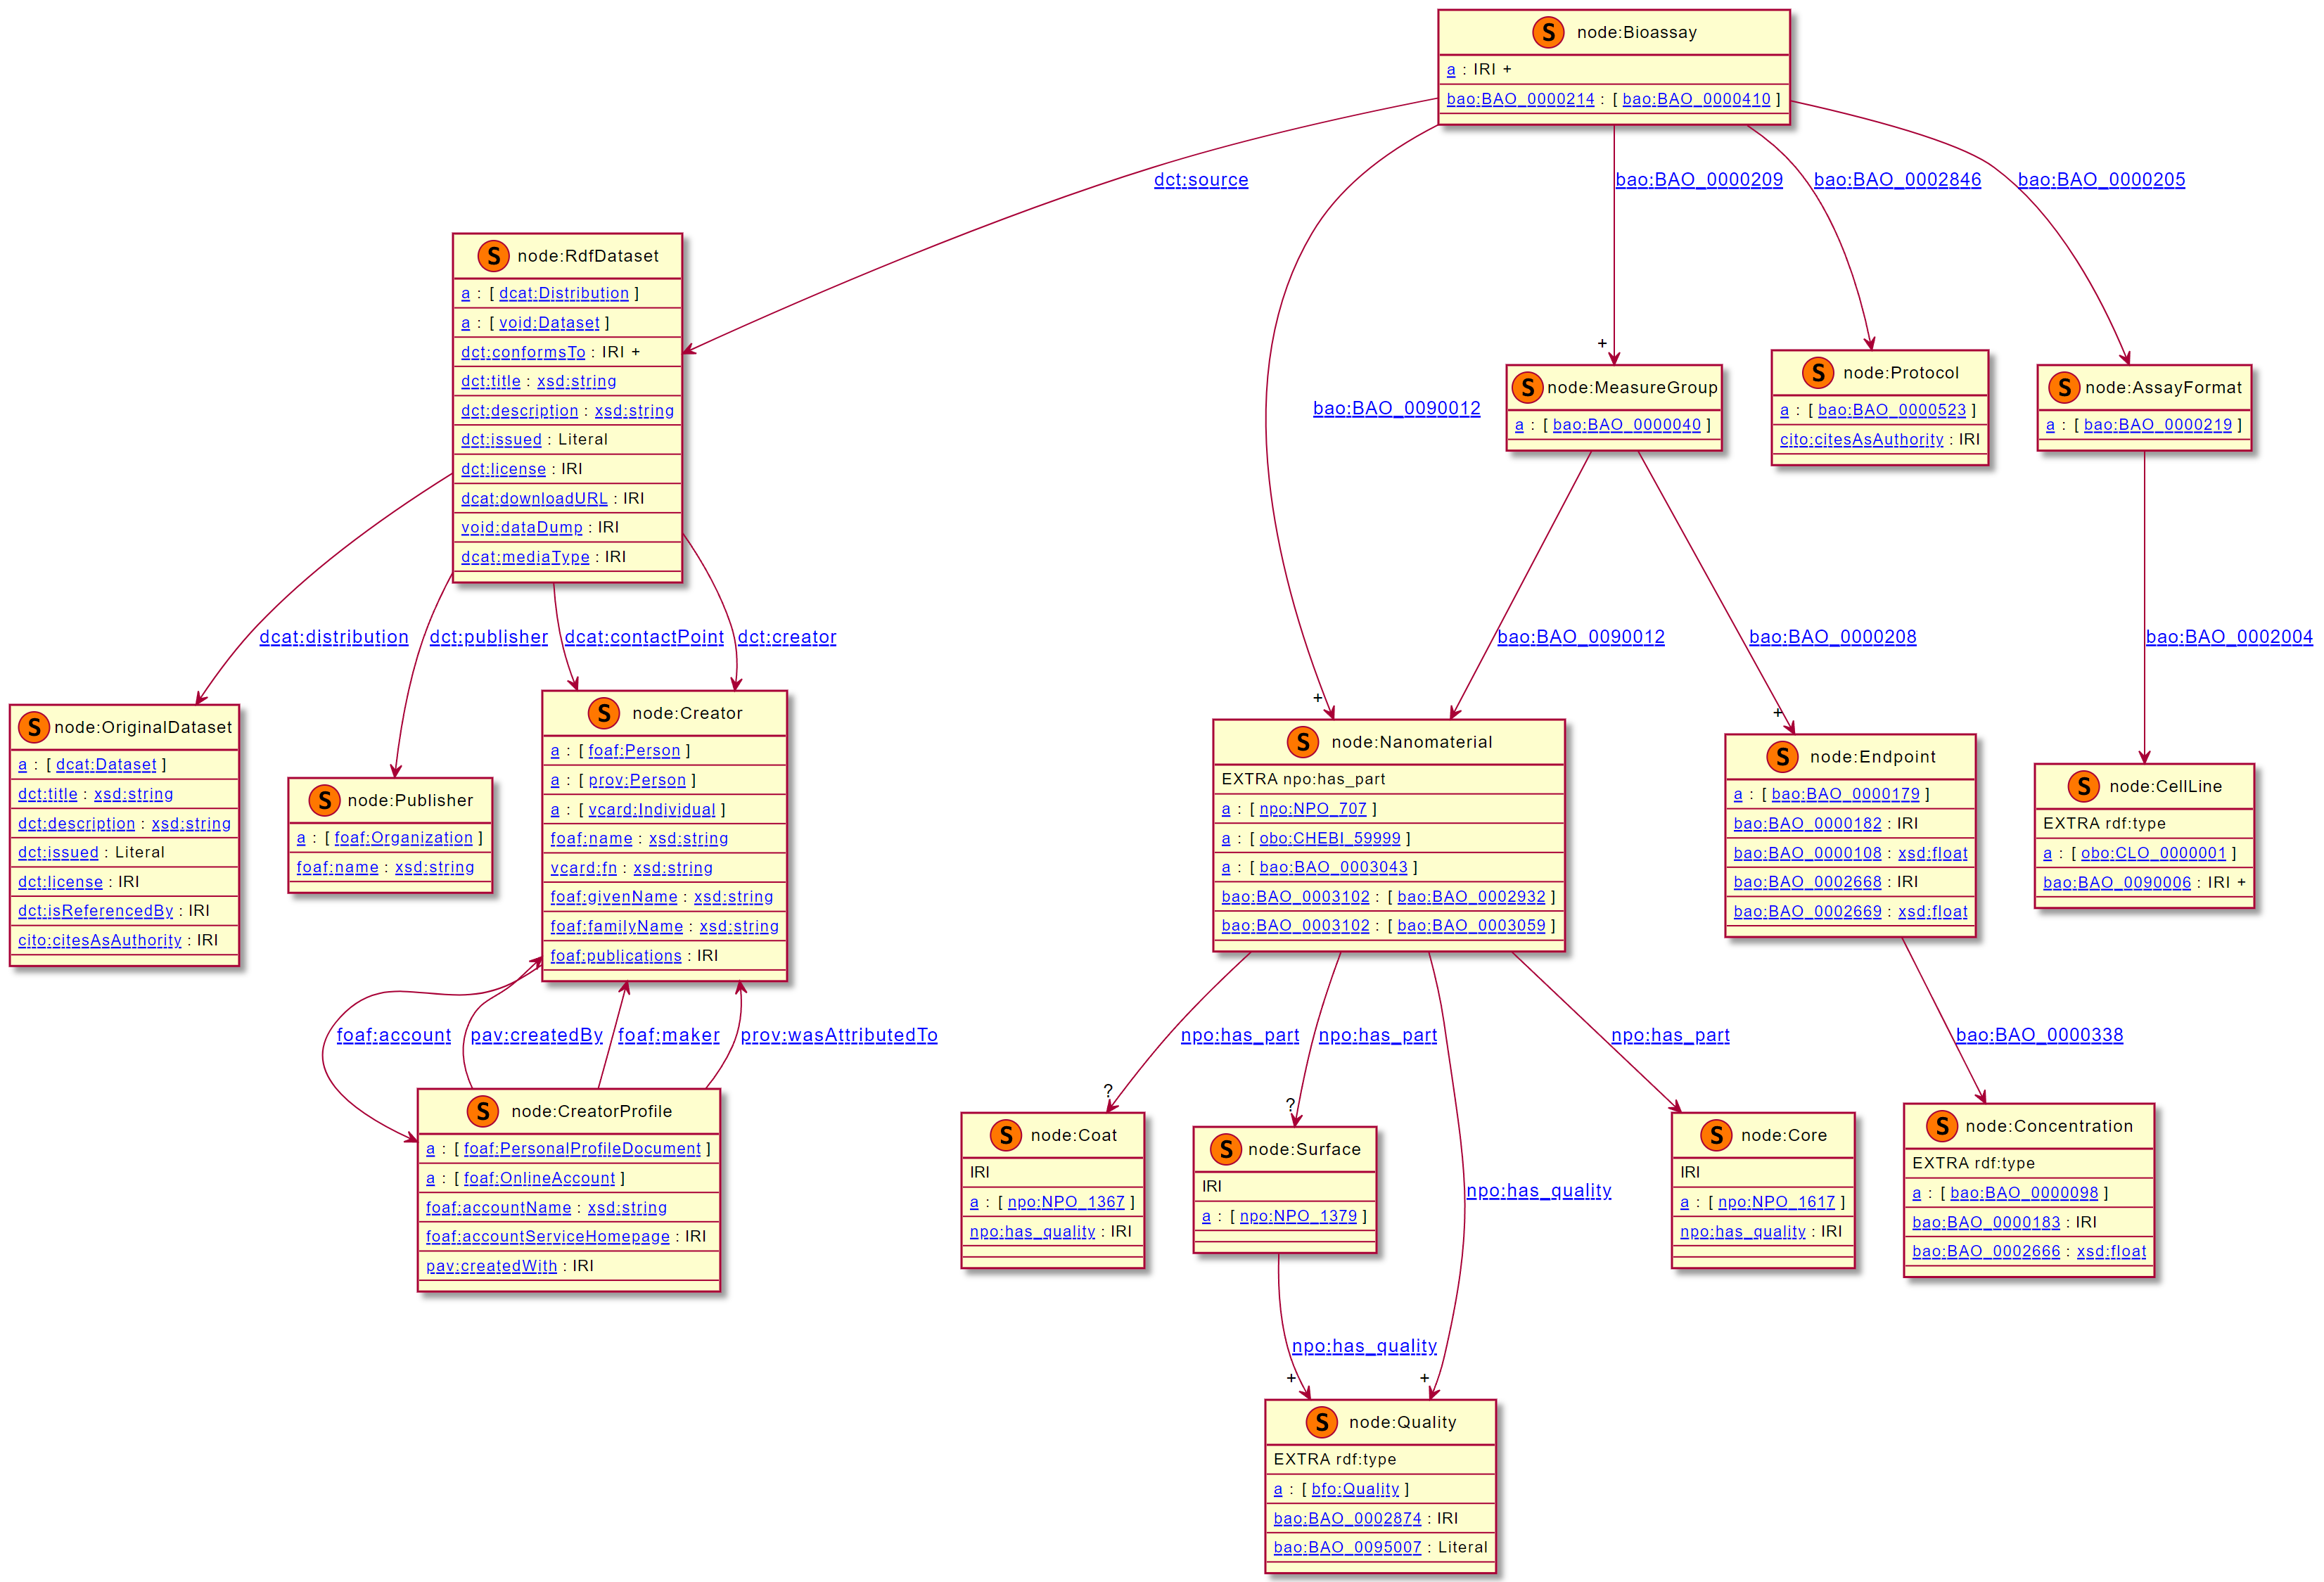 S node:Bioassay
a : IRI +
bao:BAO_0000214 : [ bao:BAO_0000410 ]
dct:source
bao:BAO_0000209
bao:BAO_0002846
bao:BAO_0000205
S node:RdfDataset
a : [ dcat:Distribution ]
a : [ void:Dataset ]
dct:conformsTo : IRI +
dct:title : xsd:string
dct:description : xsd:string
dct:issued : Literal
dct:license : IRI
dcat:downloadURL : IRI
void:dataDump : IRI
dcat:mediaType : IRI
bao:BAO_0090012
+
S node:MeasureGroup
a : [ bao:BAO_0000040 ]
S node:Protocol
a : [ bao:BAO_0000523 ]
cito:citesAsAuthority : IRI
S node:AssayFormat
a : [ bao:BAO_0000219 ]
dcat:distribution
dct:publisher
dcat:contactPoint
dct:creator
bao:BAO_0090012
bao:BAO_0000208
bao:BAO_0002004
+
+
S node:OriginalDataset
a : [ dcat:Dataset ]
dct:title : xsd:string
dct:description : xsd:string
dct:issued : Literal
dct:license : IRI
dct:isReferencedBy : IRI
cito:citesAsAuthority : IRI
S node:Publisher
a : [ foaf:Organization ]
foaf:name : xsd:string
S node:Creator
a : [ foaf:Person ]
a : [ prov:Person ]
a : [ vcard:Individual ]
foaf:name : xsd:string
vcard:fn : xsd:string
foaf:givenName : xsd:string
foaf:familyName : xsd:string
foaf:publications : IRI
S node:Nanomaterial
EXTRA npo:has_part
a : [ npo:NPO_707 ]
a : [ obo:CHEBI_59999 ]
a : [ bao:BAO_0003043 ]
bao:BAO_0003102 : [ bao:BAO_0002932 ]
bao:BAO_0003102 : [ bao:BAO_0003059 ]
S node:Endpoint
a : [ bao:BAO_0000179 ]
bao:BAO_0000182 : IRI
bao:BAO_0000108 : xsd:float
bao:BAO_0002668 : IRI
bao:BAO_0002669 : xsd:float
S node:CellLine
EXTRA rdf:type
a : [ obo:CLO_0000001 ]
bao:BAO_0090006 : IRI +
foaf:account
pav:createdBy
foaf:maker
prov:wasAttributedTo
npo:has_part
npo:has_part
npo:has_part
bao:BAO_0000338
?
?
S node:CreatorProfile
a : [ foaf:PersonalProfileDocument ]
a : [ foaf:OnlineAccount ]
foaf:accountName : xsd:string
foaf:accountServiceHomepage : IRI
pav:createdWith : IRI
S node:Coat
IRI
a : [ npo:NPO_1367 ]
npo:has_quality : IRI
S node:Surface
IRI
a : [ npo:NPO_1379 ]
npo:has_quality
S node:Core
IRI
a : [ npo:NPO_1617 ]
npo:has_quality : IRI
S node:Concentration
EXTRA rdf:type
a : [ bao:BAO_0000098 ]
bao:BAO_0000183 : IRI
bao:BAO_0002666 : xsd:float
npo:has_quality
+
+
S node:Quality
EXTRA rdf:type
a : [ bfo:Quality ]
bao:BAO_0002874 : IRI
bao:BAO_0095007 : Literal